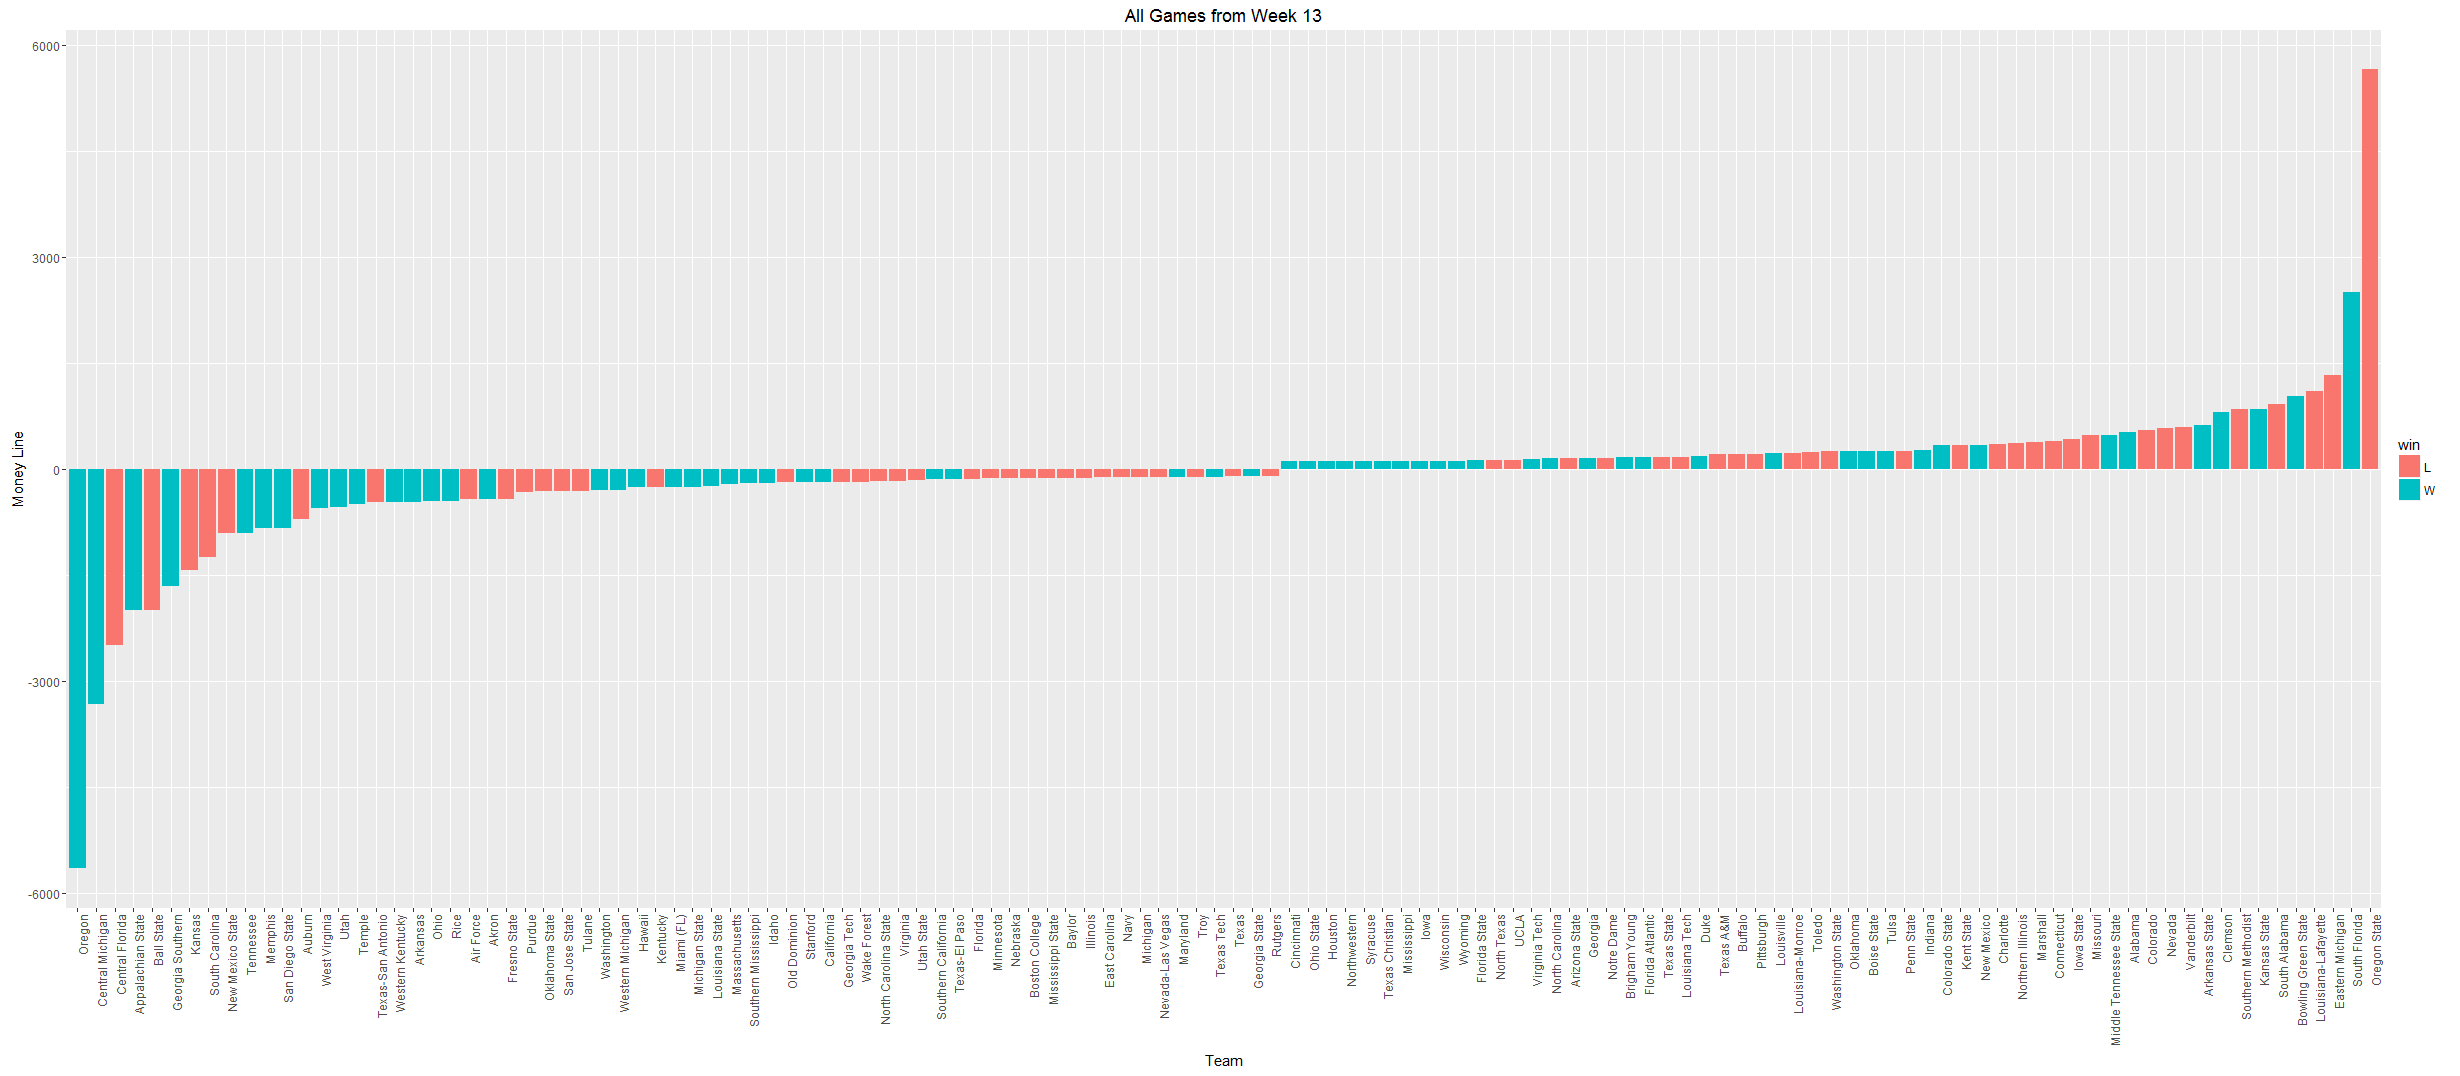 All Games from Week 13
6000
3000
0
-3000
-6000
Money Line
Oregon
Central Michigan
Central Florida
Appalachian State
Ball State
Georgia Southern
Kansas
South Carolina
New Mexico State
Tennessee
Memphis
San Diego State
Auburn
West Virginia
Utah
Temple
Texas-San Antonio
Western Kentucky
Arkansas
Ohio
Rice
Air Force
Akron
Fresno State
Purdue
Oklahoma State
San Jose State
Tulane
Washington
Western Michigan
Hawaii
Kentucky
Miami (FL)
Michigan State
Louisiana State
Massachusetts
Southern Mississippi
Idaho
Old Dominion
Stanford
California
Georgia Tech
Wake Forest
North Carolina State
Virginia
Utah State
Southern California
Texas-El Paso
Florida
Minnesota
Nebraska
Boston College
Mississippi State
Baylor
Illinois
East Carolina
Navy
Michigan
Nevada-Las Vegas
Maryland
Troy
Texas Tech
Texas
Georgia State
Rutgers
Cincinnati
Ohio State
Houston
Northwestern
Syracuse
Texas Christian
Mississippi
Iowa
Wisconsin
Wyoming
Florida State
North Texas
UCLA
Virginia Tech
North Carolina
Arizona State
Georgia
Notre Dame
Brigham Young
Florida Atlantic
Texas State
Louisiana Tech
Duke
Texas A&M
Buffalo
Pittsburgh
Louisville
Louisiana-Monroe
Toledo
Washington State
Oklahoma
Boise State
Tulsa
Penn State
Indiana
Colorado State
Kent State
New Mexico
Charlotte
Northern Illinois
Marshall
Connecticut
Iowa State
Missouri
Middle Tennessee State
Alabama
Colorado
Nevada
Vanderbilt
Arkansas State
Clemson
Southern Methodist
Kansas State
South Alabama
Bowling Green State
Louisiana-Lafayette
Eastern Michigan
South Florida
Oregon State
Team
win
L
W